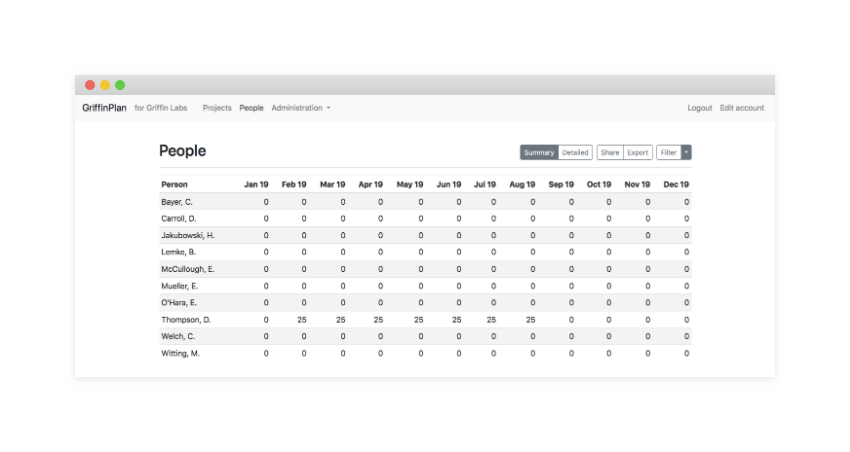 GriffinPlan for Griffin Labs Projects People Administration Logout Edit account
People Summary Detailed Share Export Filter
Person Jan 19 Feb 19 Mar 19 Apr 19 May 19 Jun 19 Jul 19 Aug 19 Sep 19 Oct 19 Nov 19 Dec 19
Bayer, C. 0 0 0 0 0 0 0 0 0 0 0 0
Carroll, D. 0 0 0 0 0 0 0 0 0 0 0 0
Jakubowski, H. 0 0 0 0 0 0 0 0 0 0 0 0
Lemke, B. 0 0 0 0 0 0 0 0 0 0 0 0
McCullough, E. 0 0 0 0 0 0 0 0 0 0 0 0
Mueller, E. 0 0 0 0 0 0 0 0 0 0 0 0
O'Hara, E. 0 0 0 0 0 0 0 0 0 0 0 0
Thompson, D. 0 25 25 25 25 25 25 25 0 0 0 0
Welch, C. 0 0 0 0 0 0 0 0 0 0 0 0
Witting, M. 0 0 0 0 0 0 0 0 0 0 0 0